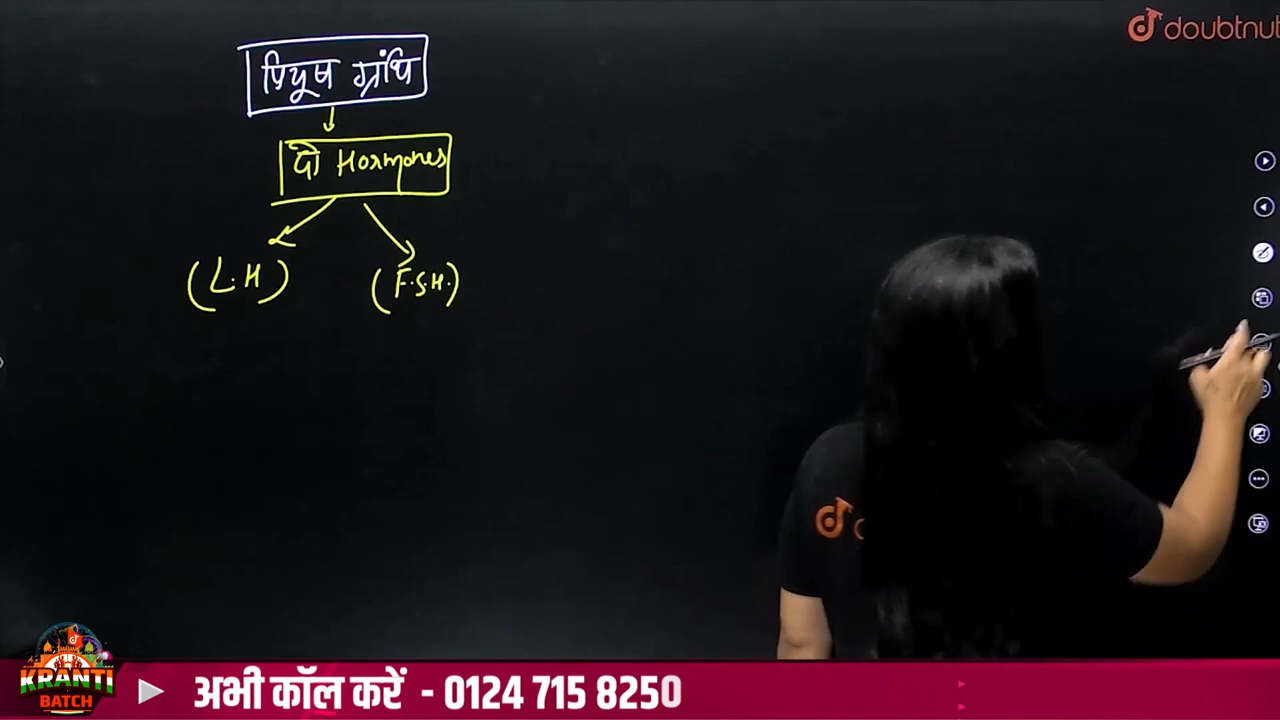 doubtnut
पियूष ग्रंथि
दो Hormones
(L.H) (F.S.H.)
KRANTI
BATCH
अभी कॉल करें - 0124 715 8250